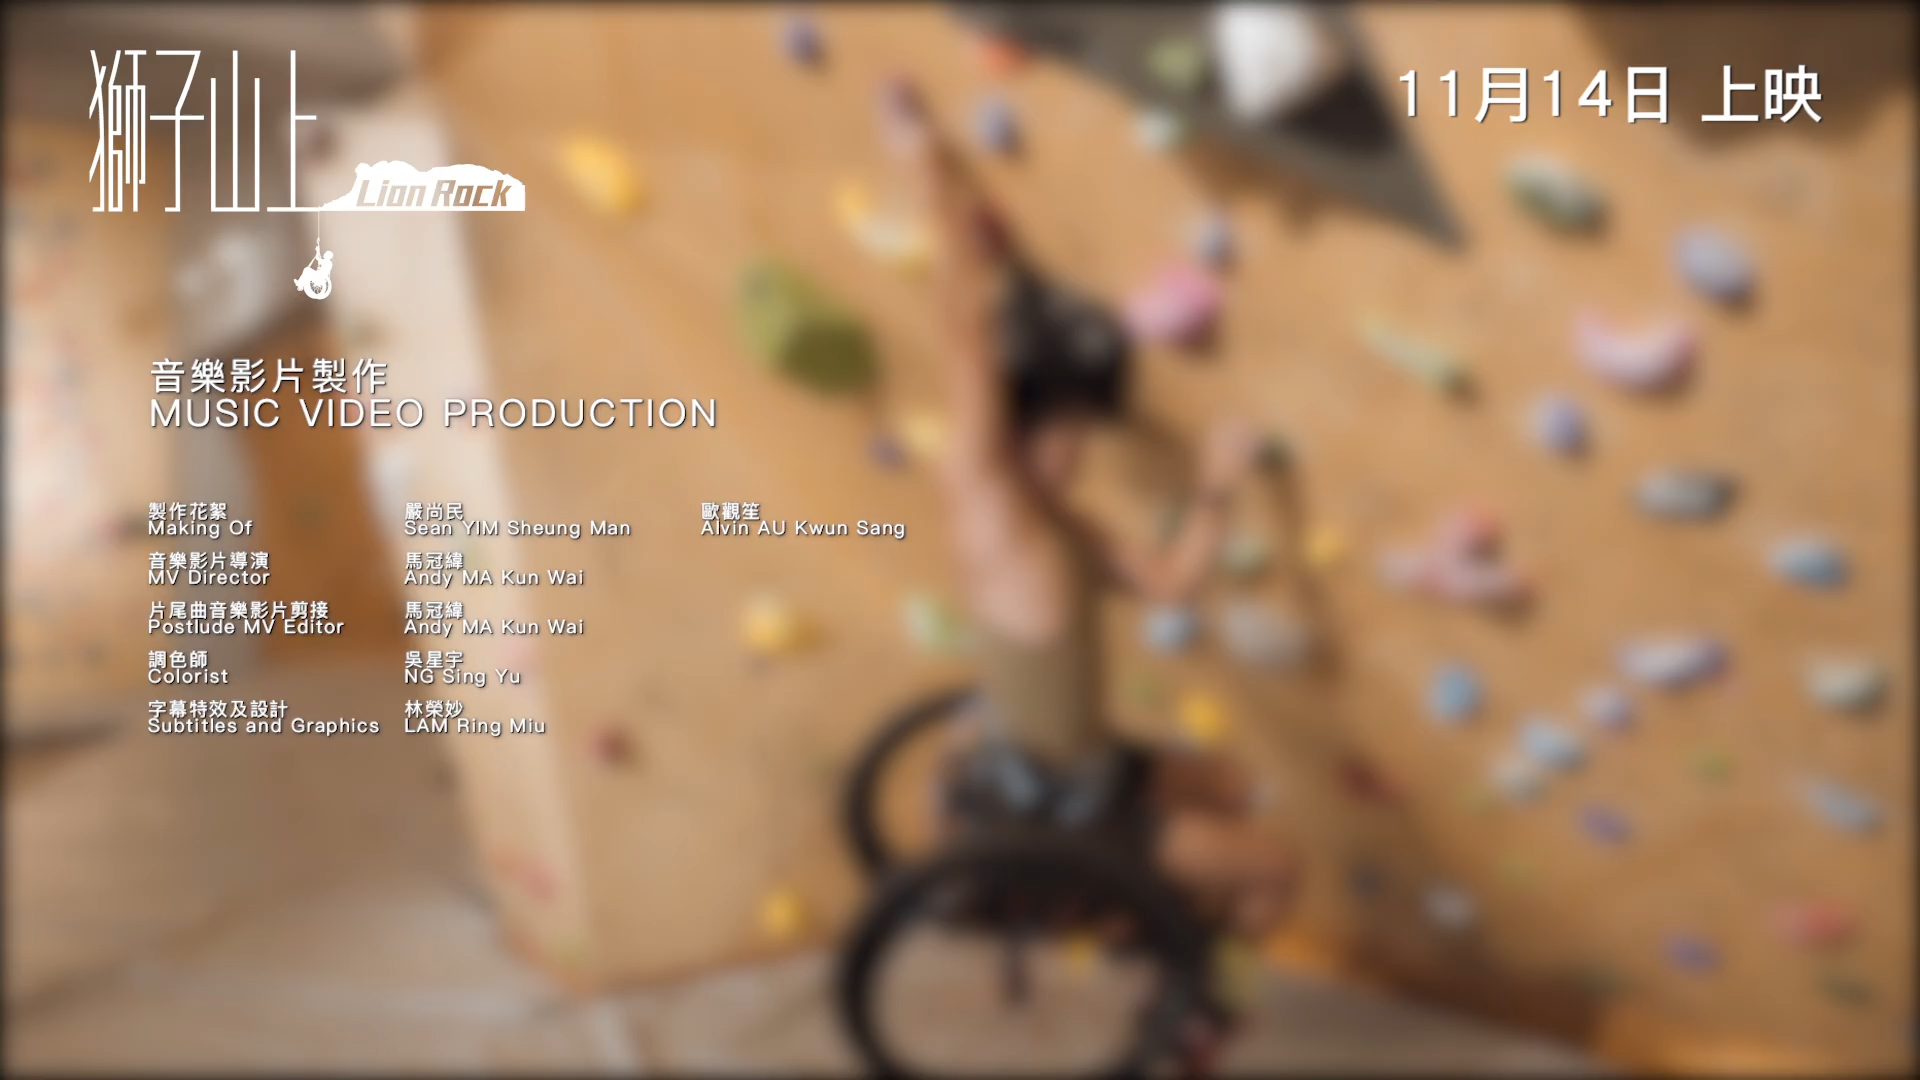 獅子山上
Lion Rock
11月14日 上映
音樂影片製作
MUSIC VIDEO PRODUCTION
製作花絮 嚴尚民 歐觀笙
Making Of Sean YIM Sheung Man Alvin AU Kwun Sang
音樂影片導演 馬冠緯
MV Director Andy MA Kun Wai
片尾曲音樂影片剪接 馬冠緯
Postlude MV Editor Andy MA Kun Wai
調色師 吳星宇
Colorist NG Sing Yu
字幕特效及設計 林榮妙
Subtitles and Graphics LAM Ring Miu